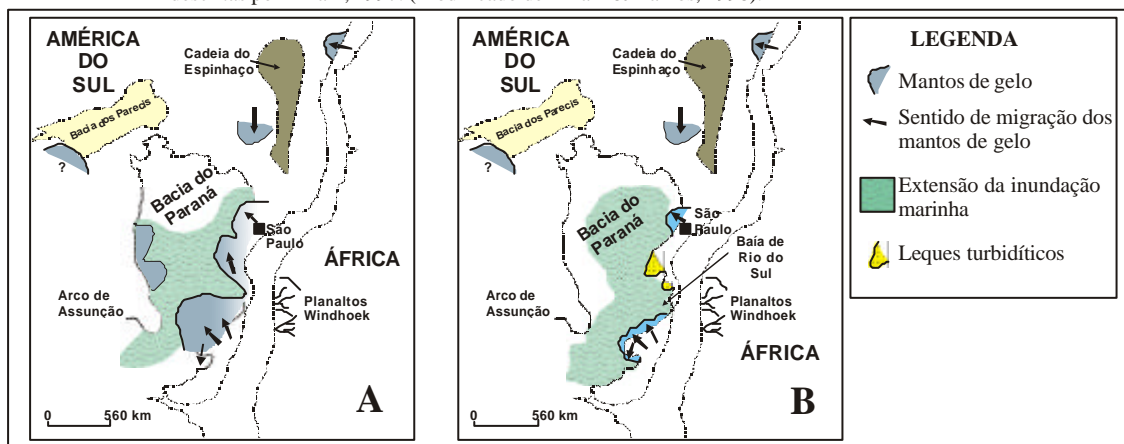 AMÉRICA
DO
SUL
Cadeia do
Espinhaço
Bacia dos Parecis
?
Bacia do
Paraná
São
Paulo
ÁFRICA
Arco de
Assunção
Planaltos
Windhoek
0 560 km
A
AMÉRICA
DO
SUL
Cadeia do
Espinhaço
Bacia dos Parecis
?
Bacia do
Paraná
São
Paulo
Baía de
Rio do
Sul
Arco de
Assunção
Planaltos
Windhoek
ÁFRICA
0 560 km
B
LEGENDA
Mantos de gelo
Sentido de migração dos
mantos de gelo
Extensão da inundação
marinha
Leques turbidíticos